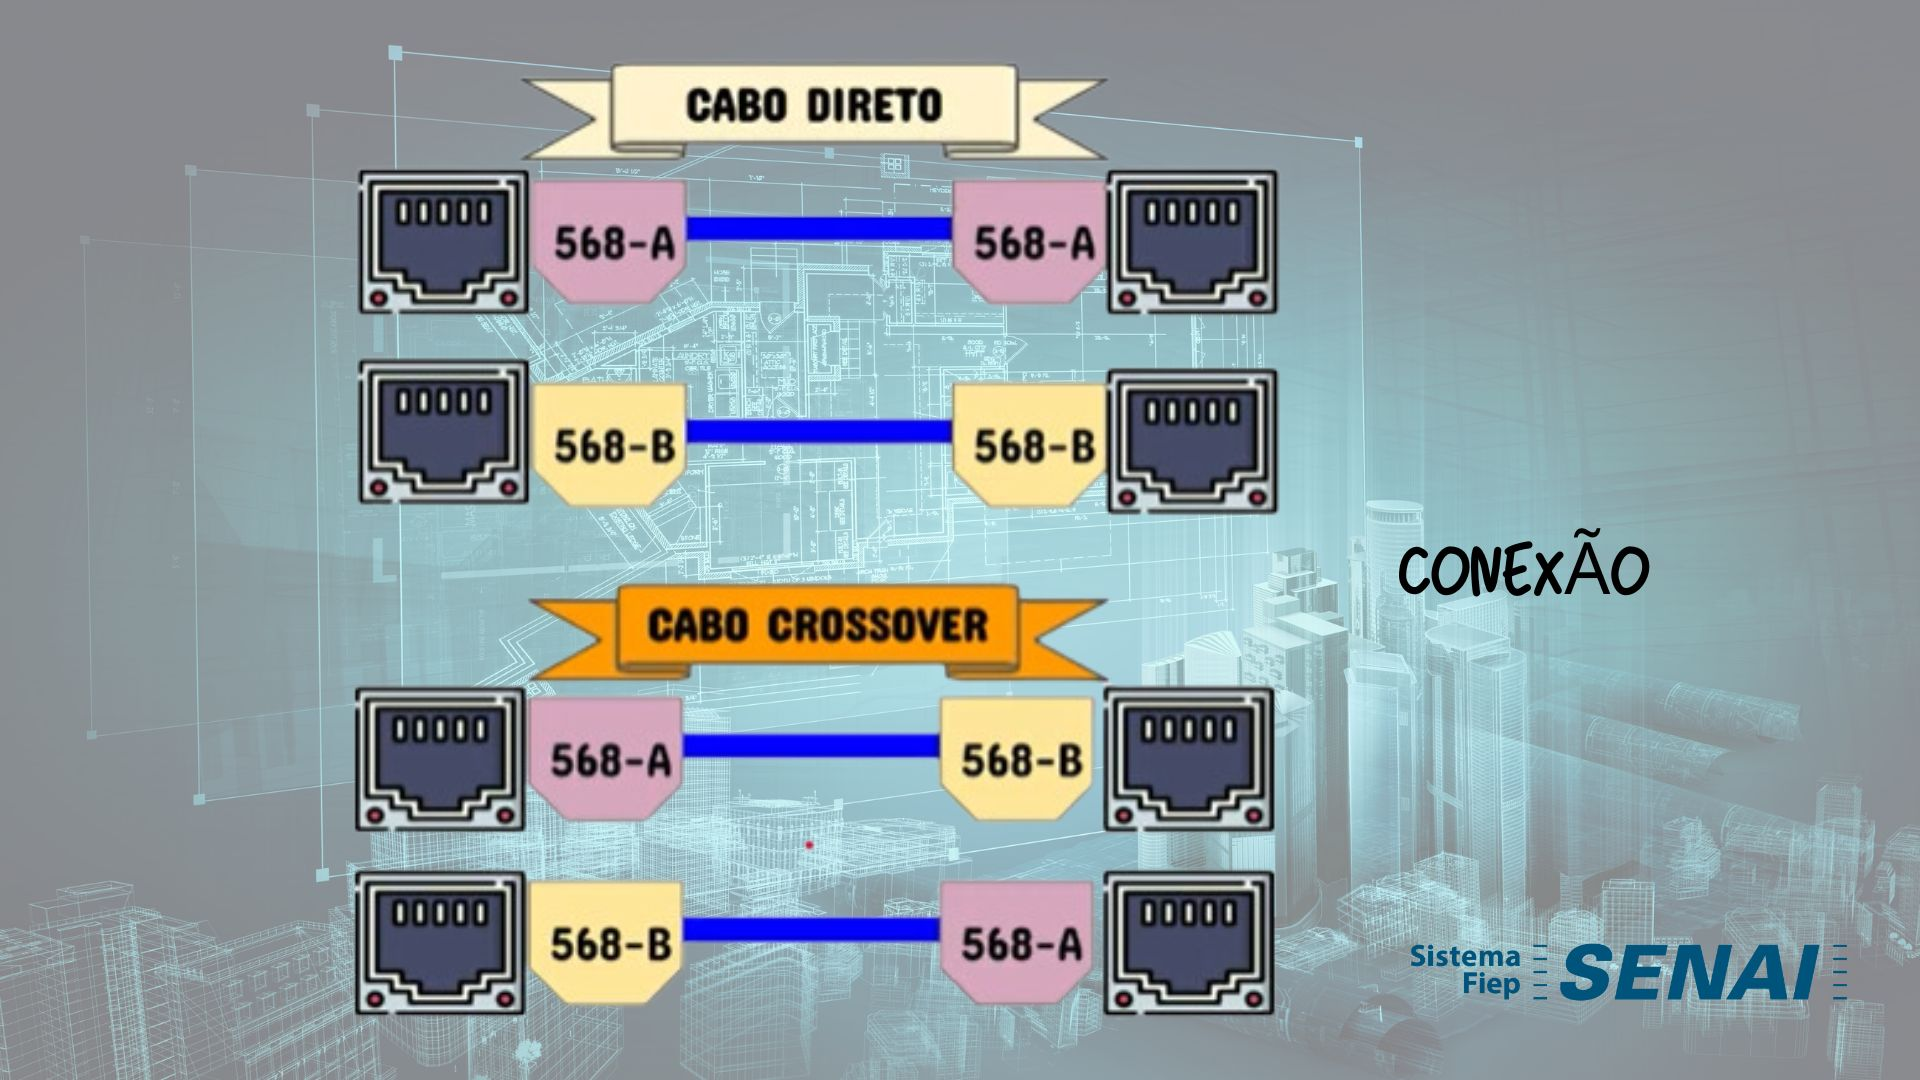 CABO DIRETO
568-A 568-A
568-B 568-B
CONEXÃO
CABO CROSSOVER
568-A 568-B
568-B 568-A
Sistema
Fiep
SENAI